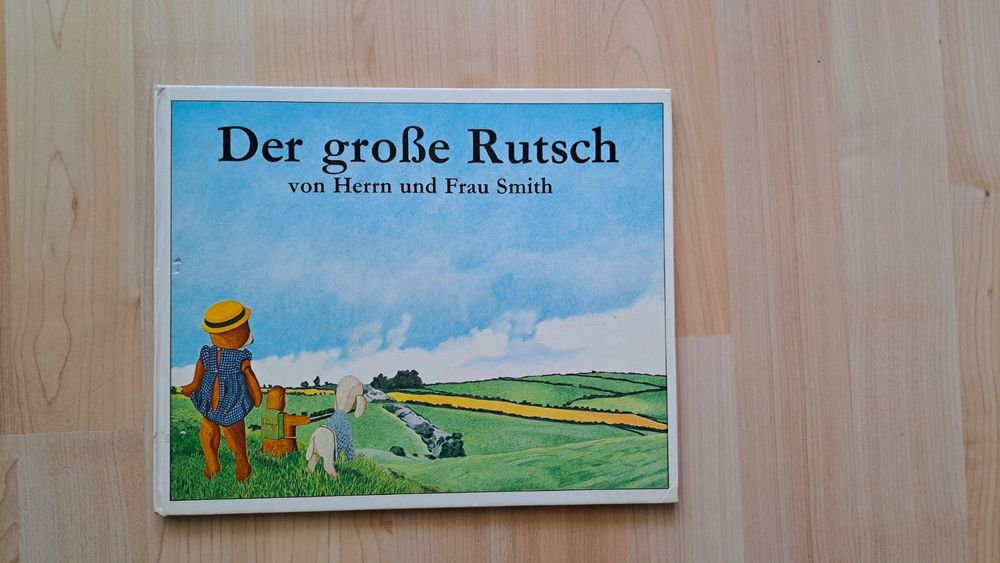 Der große Rutsch
von Herrn und Frau Smith